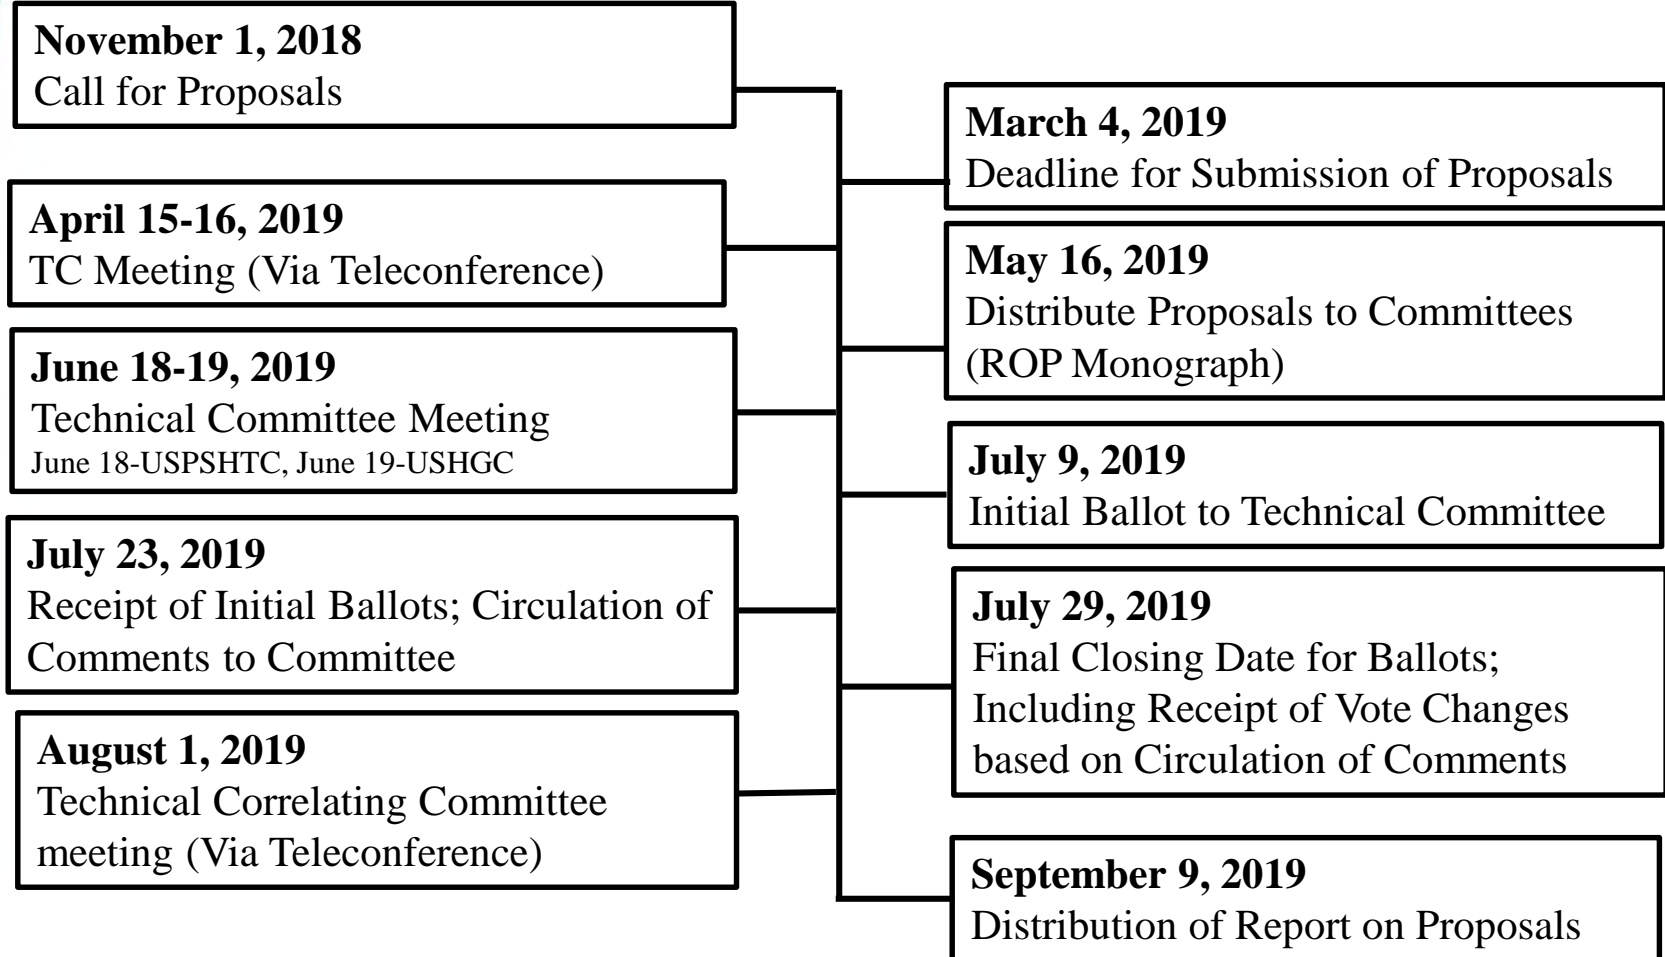 November 1, 2018
Call for Proposals
March 4, 2019
Deadline for Submission of Proposals
April 15-16, 2019
TC Meeting (Via Teleconference)
May 16, 2019
Distribute Proposals to Committees
(ROP Monograph)
June 18-19, 2019
Technical Committee Meeting
June 18-USPSHTC, June 19-USHGC
July 9, 2019
Initial Ballot to Technical Committee
July 23, 2019
Receipt of Initial Ballots; Circulation of
Comments to Committee
July 29, 2019
Final Closing Date for Ballots;
Including Receipt of Vote Changes
based on Circulation of Comments
August 1, 2019
Technical Correlating Committee
meeting (Via Teleconference)
September 9, 2019
Distribution of Report on Proposals